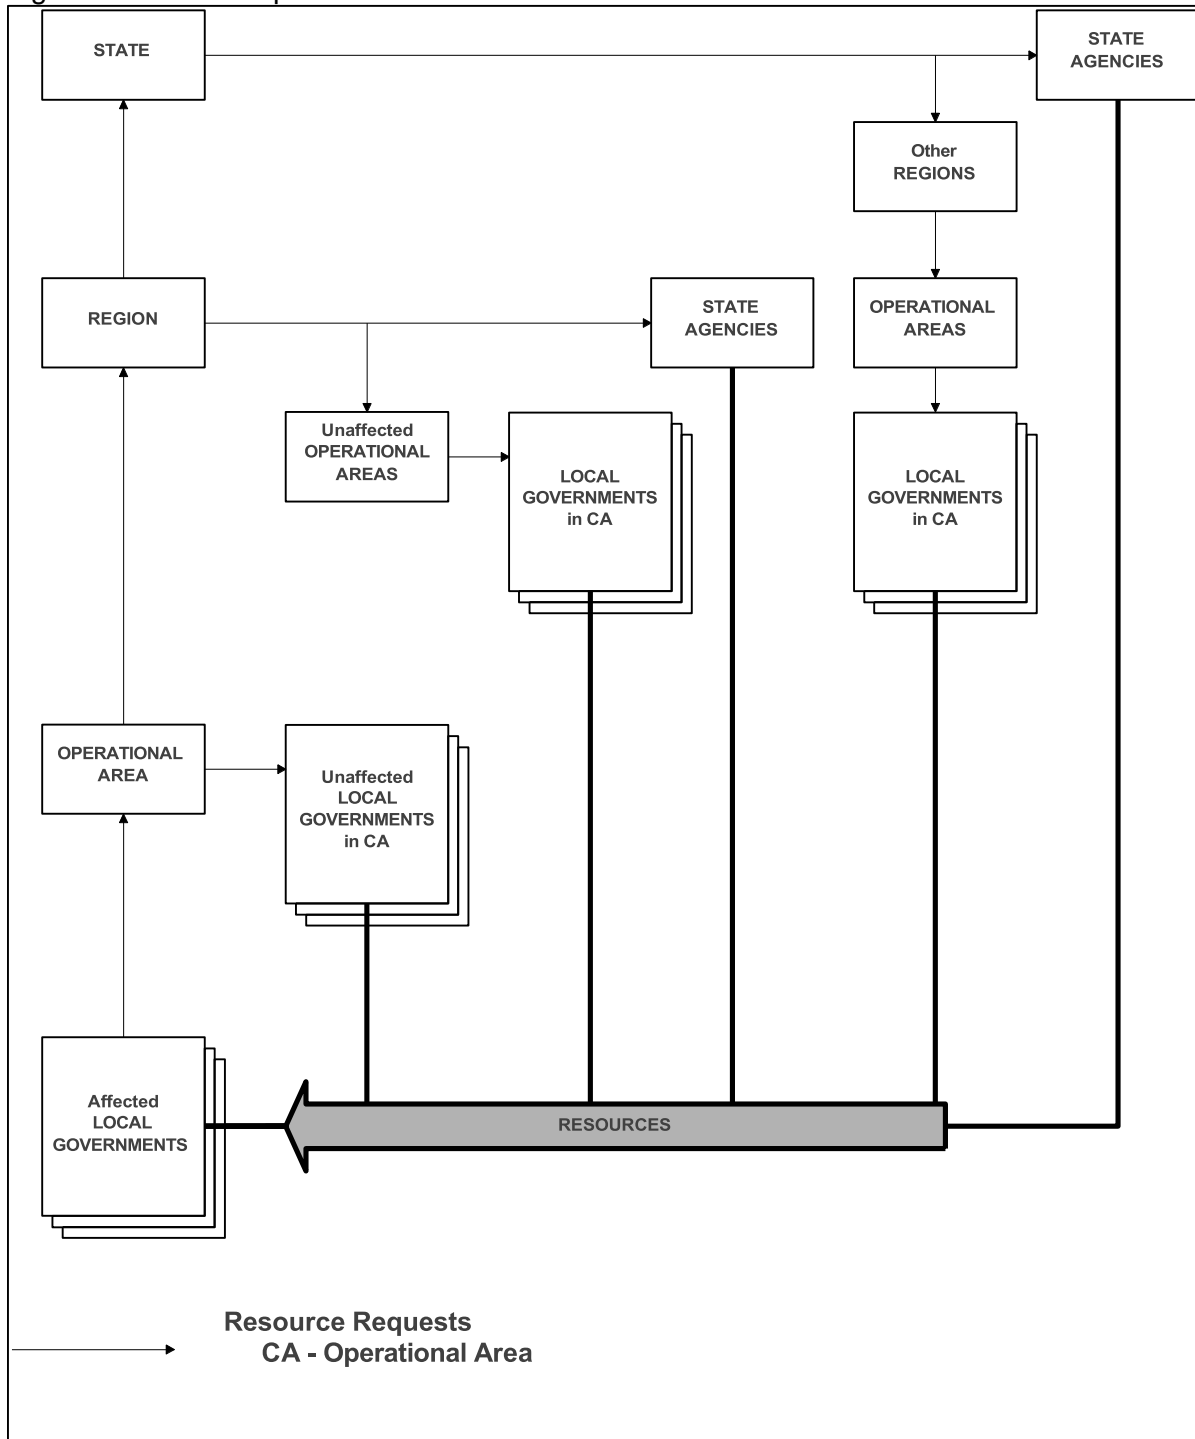 STATE
STATE
AGENCIES
Other
REGIONS
REGION
STATE
AGENCIES
OPERATIONAL
AREAS
Unaffected
OPERATIONAL
AREAS
LOCAL
GOVERNMENTS
in CA
LOCAL
GOVERNMENTS
in CA
OPERATIONAL
AREA
Unaffected
LOCAL
GOVERNMENTS
in CA
Affected
LOCAL
GOVERNMENTS
RESOURCES
Resource Requests
CA - Operational Area